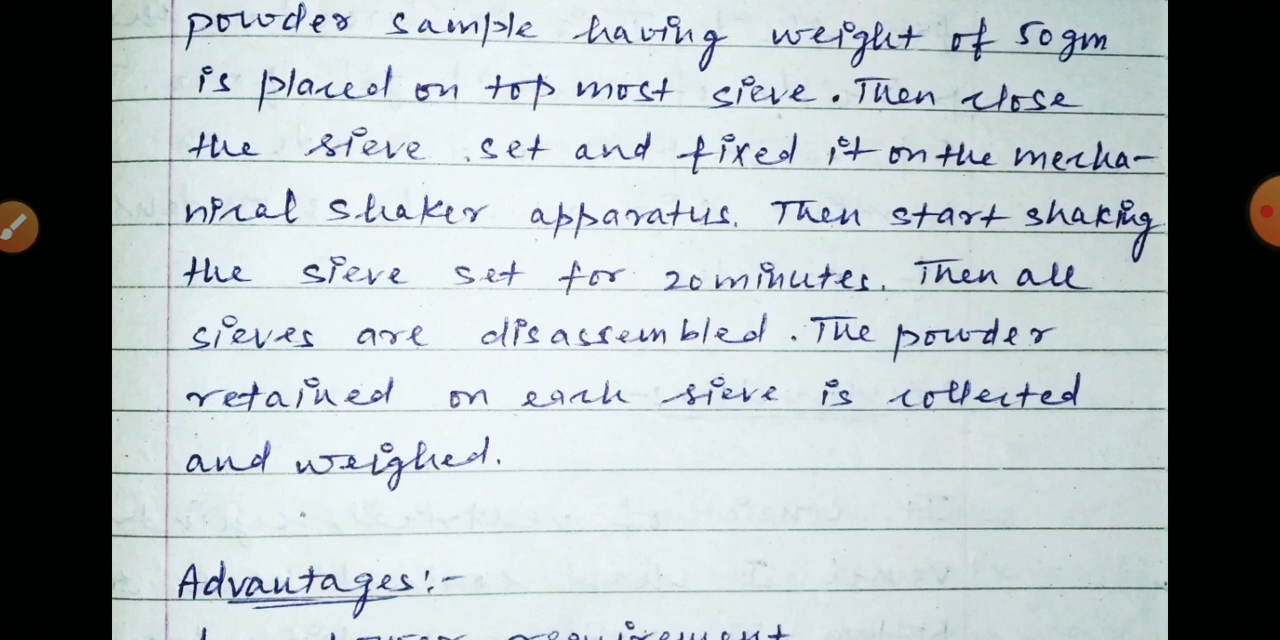 powder sample having weight of 50gm
is placed on top most sieve. Then close
the sieve set and fixed it on the mecha-
nical shaker apparatus. Then start shaking
the sieve set for 20 minutes. Then all
sieves are disassembled. The powder
retained on each sieve is collected
and weighed.
Advantages:-
requirement